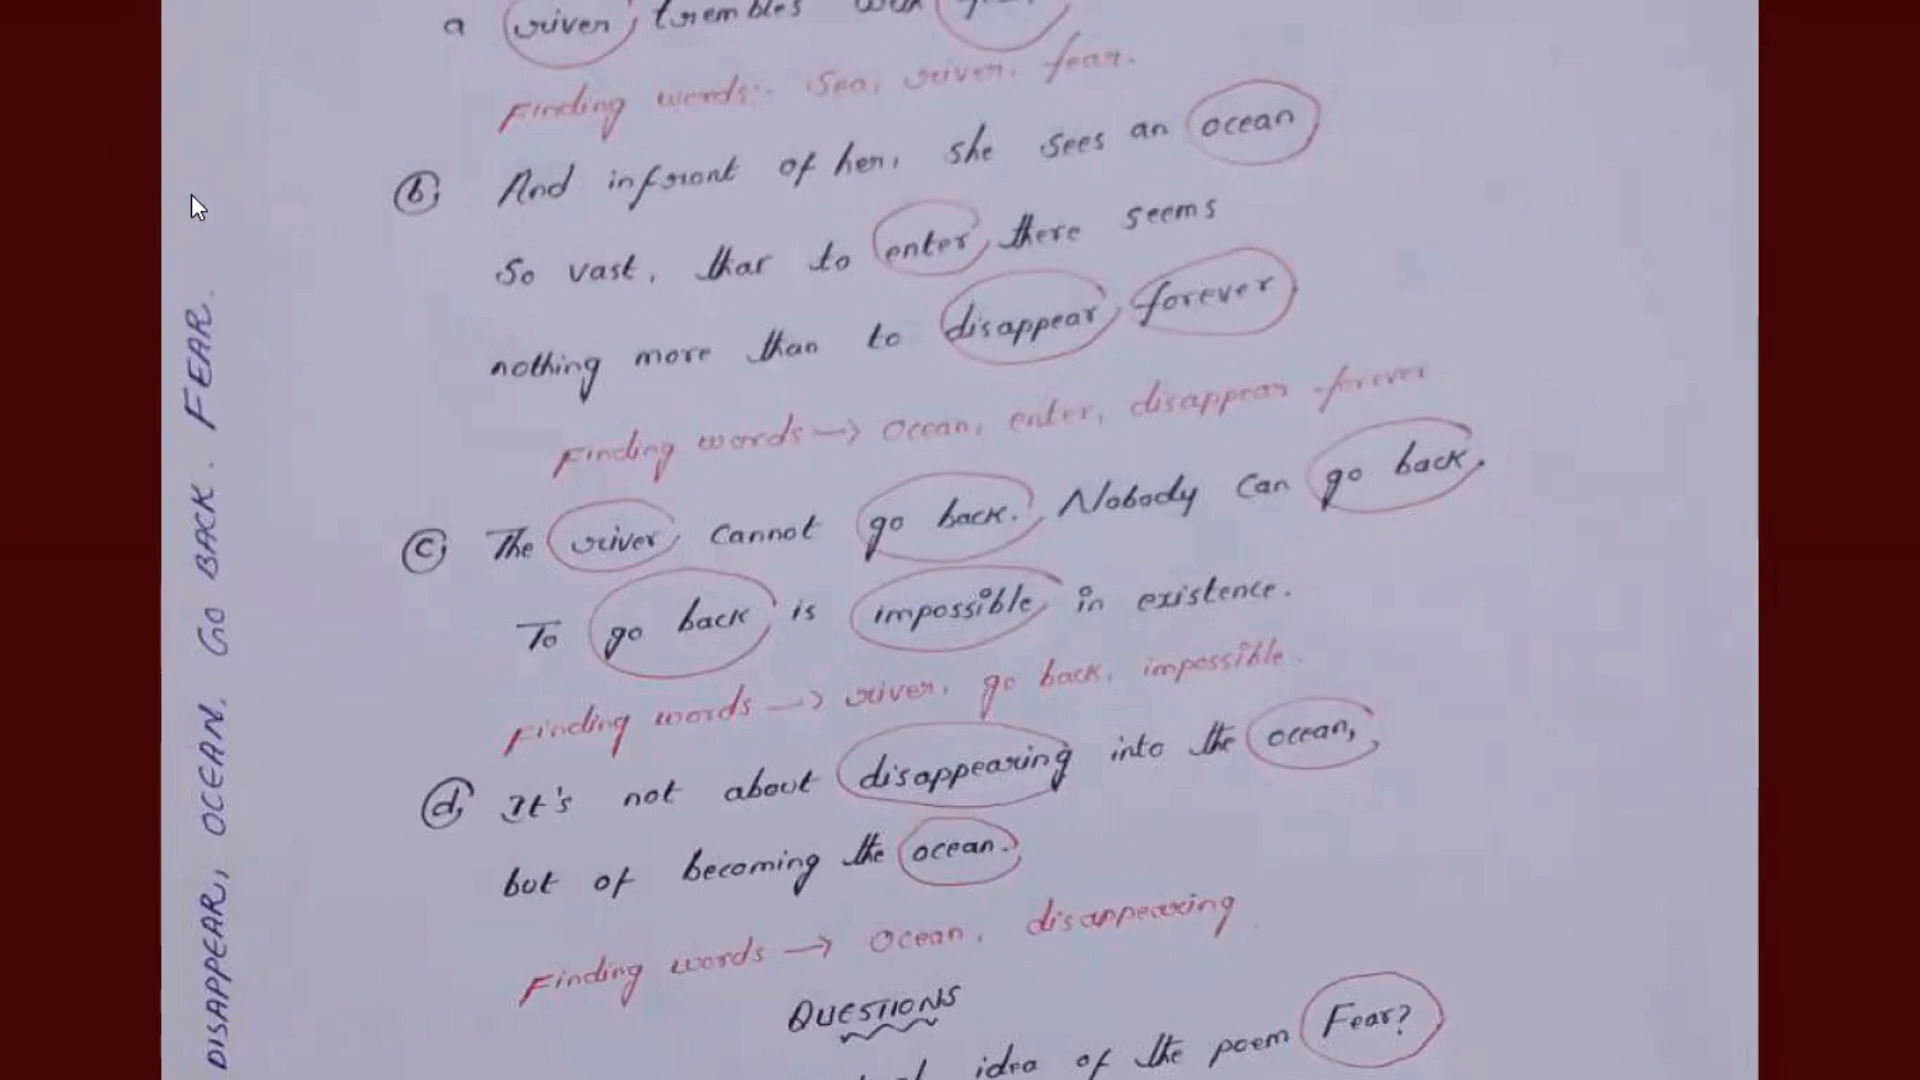 a river trembles with
Finding words:- Sea, river, fear.
(b) And infront of her, she sees an ocean
So vast, thar to enter, there seems
nothing more than to disappear forever
Finding words → Ocean, enter, disappear forever
(c) The river cannot go back. Nobody can go back.
To go back is impossible in existence.
Finding words → river, go back, impossible.
(d) It's not about disappearing into the ocean,
but of becoming the ocean.
Finding words → Ocean, disappearing
QUESTIONS
idea of the poem Fear?
DISAPPEAR, OCEAN, GO BACK. FEAR.